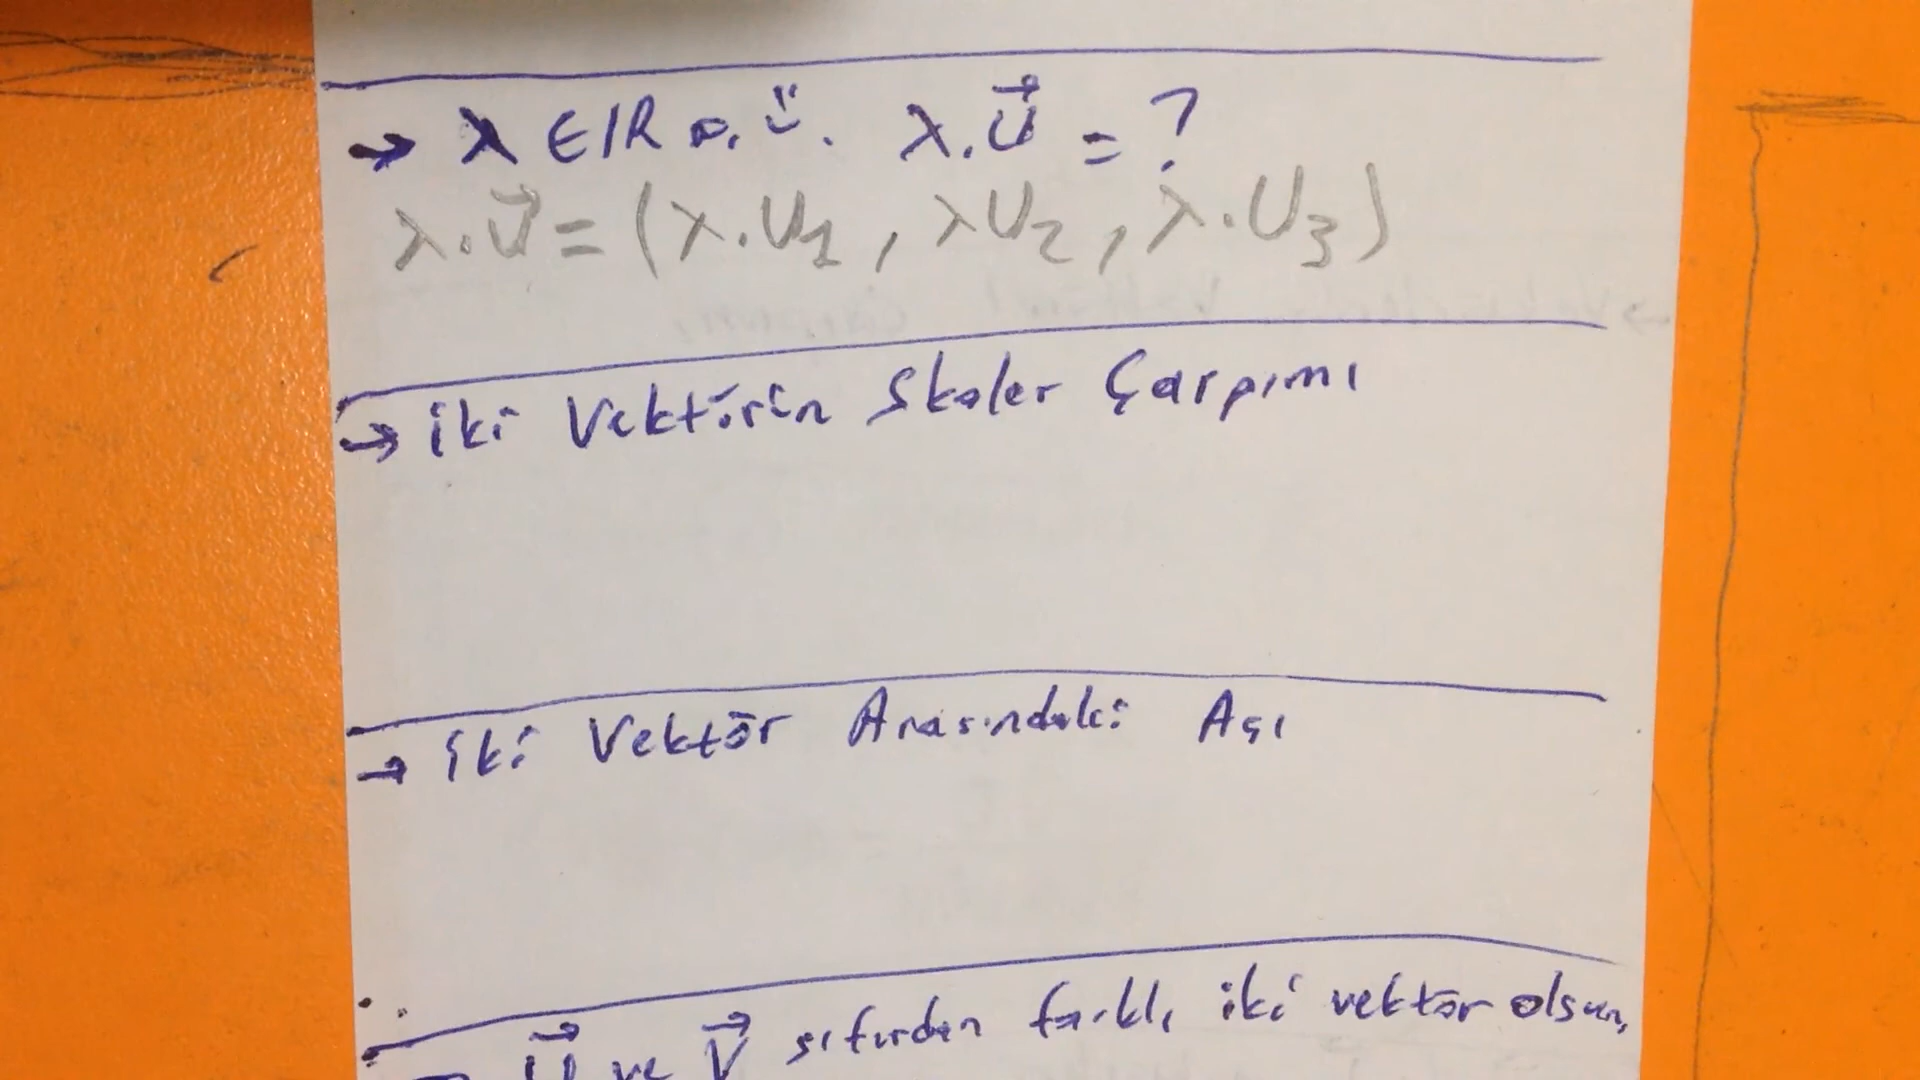 → λ ∈ IR o.ü. λ.U⃗ = ?
λ.U⃗ = (λ.U₁, λU₂, λ.U₃)
→ iki Vektörün Skaler Çarpımı
→ iki Vektör Arasındaki Açı
→ U⃗ ve V⃗ sıfırdan farklı iki vektör olsun,